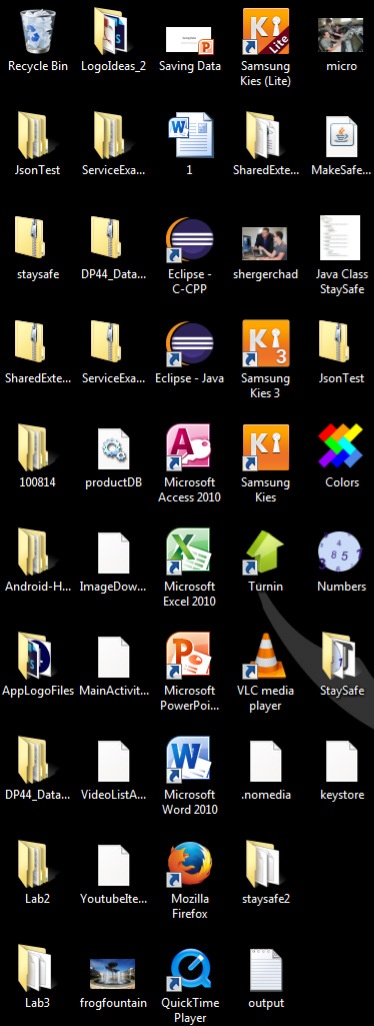 Recycle Bin
LogoIdeas_2
Saving Data
Samsung
Kies (Lite)
micro
JsonTest
ServiceExa...
1
SharedExte...
MakeSafe...
staysafe
DP44_Data...
Eclipse -
C-CPP
shergerchad
Java Class
StaySafe
SharedExte...
ServiceExa...
Eclipse - Java
Samsung
Kies 3
JsonTest
100814
productDB
Microsoft
Access 2010
Samsung
Kies
Colors
Android-H...
ImageDow...
Microsoft
Excel 2010
Turnin
Numbers
AppLogoFiles
MainActivit...
Microsoft
PowerPoi...
VLC media
player
StaySafe
DP44_Data...
VideoListA...
Microsoft
Word 2010
.nomedia
keystore
Lab2
YoutubeIte...
Mozilla
Firefox
staysafe2
Lab3
frogfountain
QuickTime
Player
output